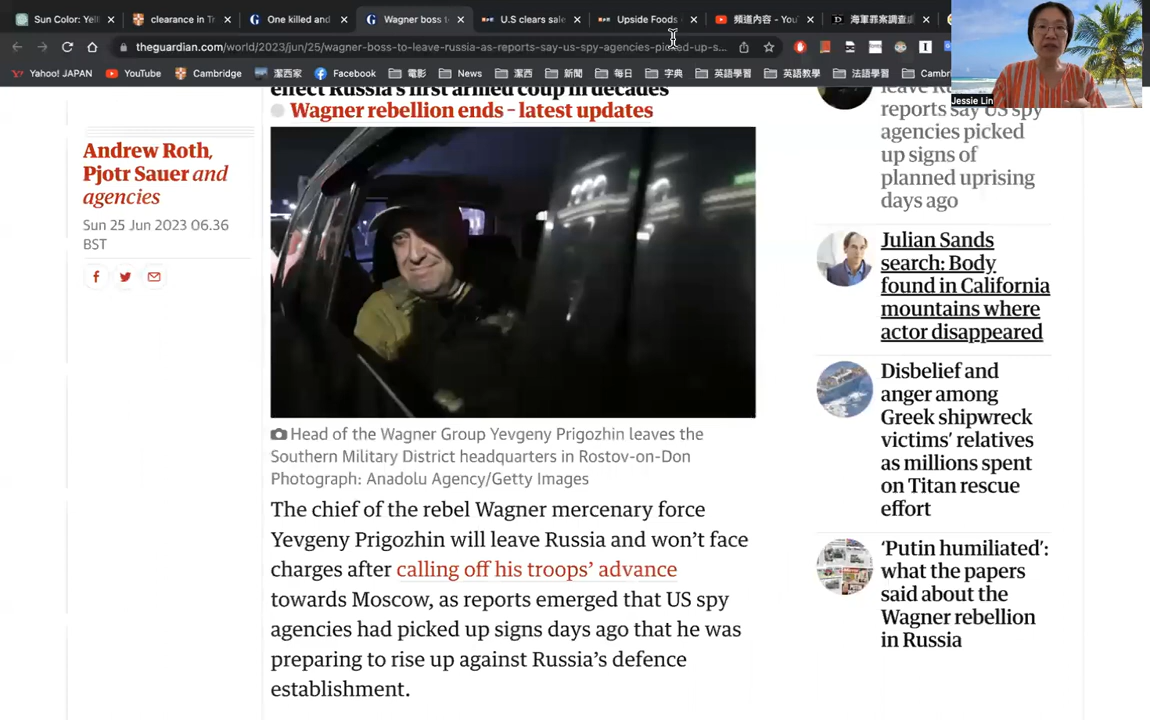 Sun Color: Yell
clearance in Tr
One killed and
Wagner boss t
U.S clears sale
Upside Foods
頻道內容 - YouT
海軍罪案調查處
theguardian.com/world/2023/jun/25/wagner-boss-to-leave-russia-as-reports-say-us-spy-agencies-picked-up-s...
Yahoo! JAPAN
YouTube
Cambridge
潔西家
Facebook
電影
News
潔西
新聞
每日
字典
英語學習
英語教學
法語學習
Cambr
Jessie Lin
effect Russia's first armed coup in decades
Wagner rebellion ends – latest updates
Andrew Roth,
Pjotr Sauer and
agencies
Sun 25 Jun 2023 06.36
BST
Head of the Wagner Group Yevgeny Prigozhin leaves the
Southern Military District headquarters in Rostov-on-Don
Photograph: Anadolu Agency/Getty Images
The chief of the rebel Wagner mercenary force
Yevgeny Prigozhin will leave Russia and won't face
charges after calling off his troops' advance
towards Moscow, as reports emerged that US spy
agencies had picked up signs days ago that he was
preparing to rise up against Russia's defence
establishment.
reports say US spy
agencies picked
up signs of
planned uprising
days ago
Julian Sands
search: Body
found in California
mountains where
actor disappeared
Disbelief and
anger among
Greek shipwreck
victims' relatives
as millions spent
on Titan rescue
effort
'Putin humiliated':
what the papers
said about the
Wagner rebellion
in Russia